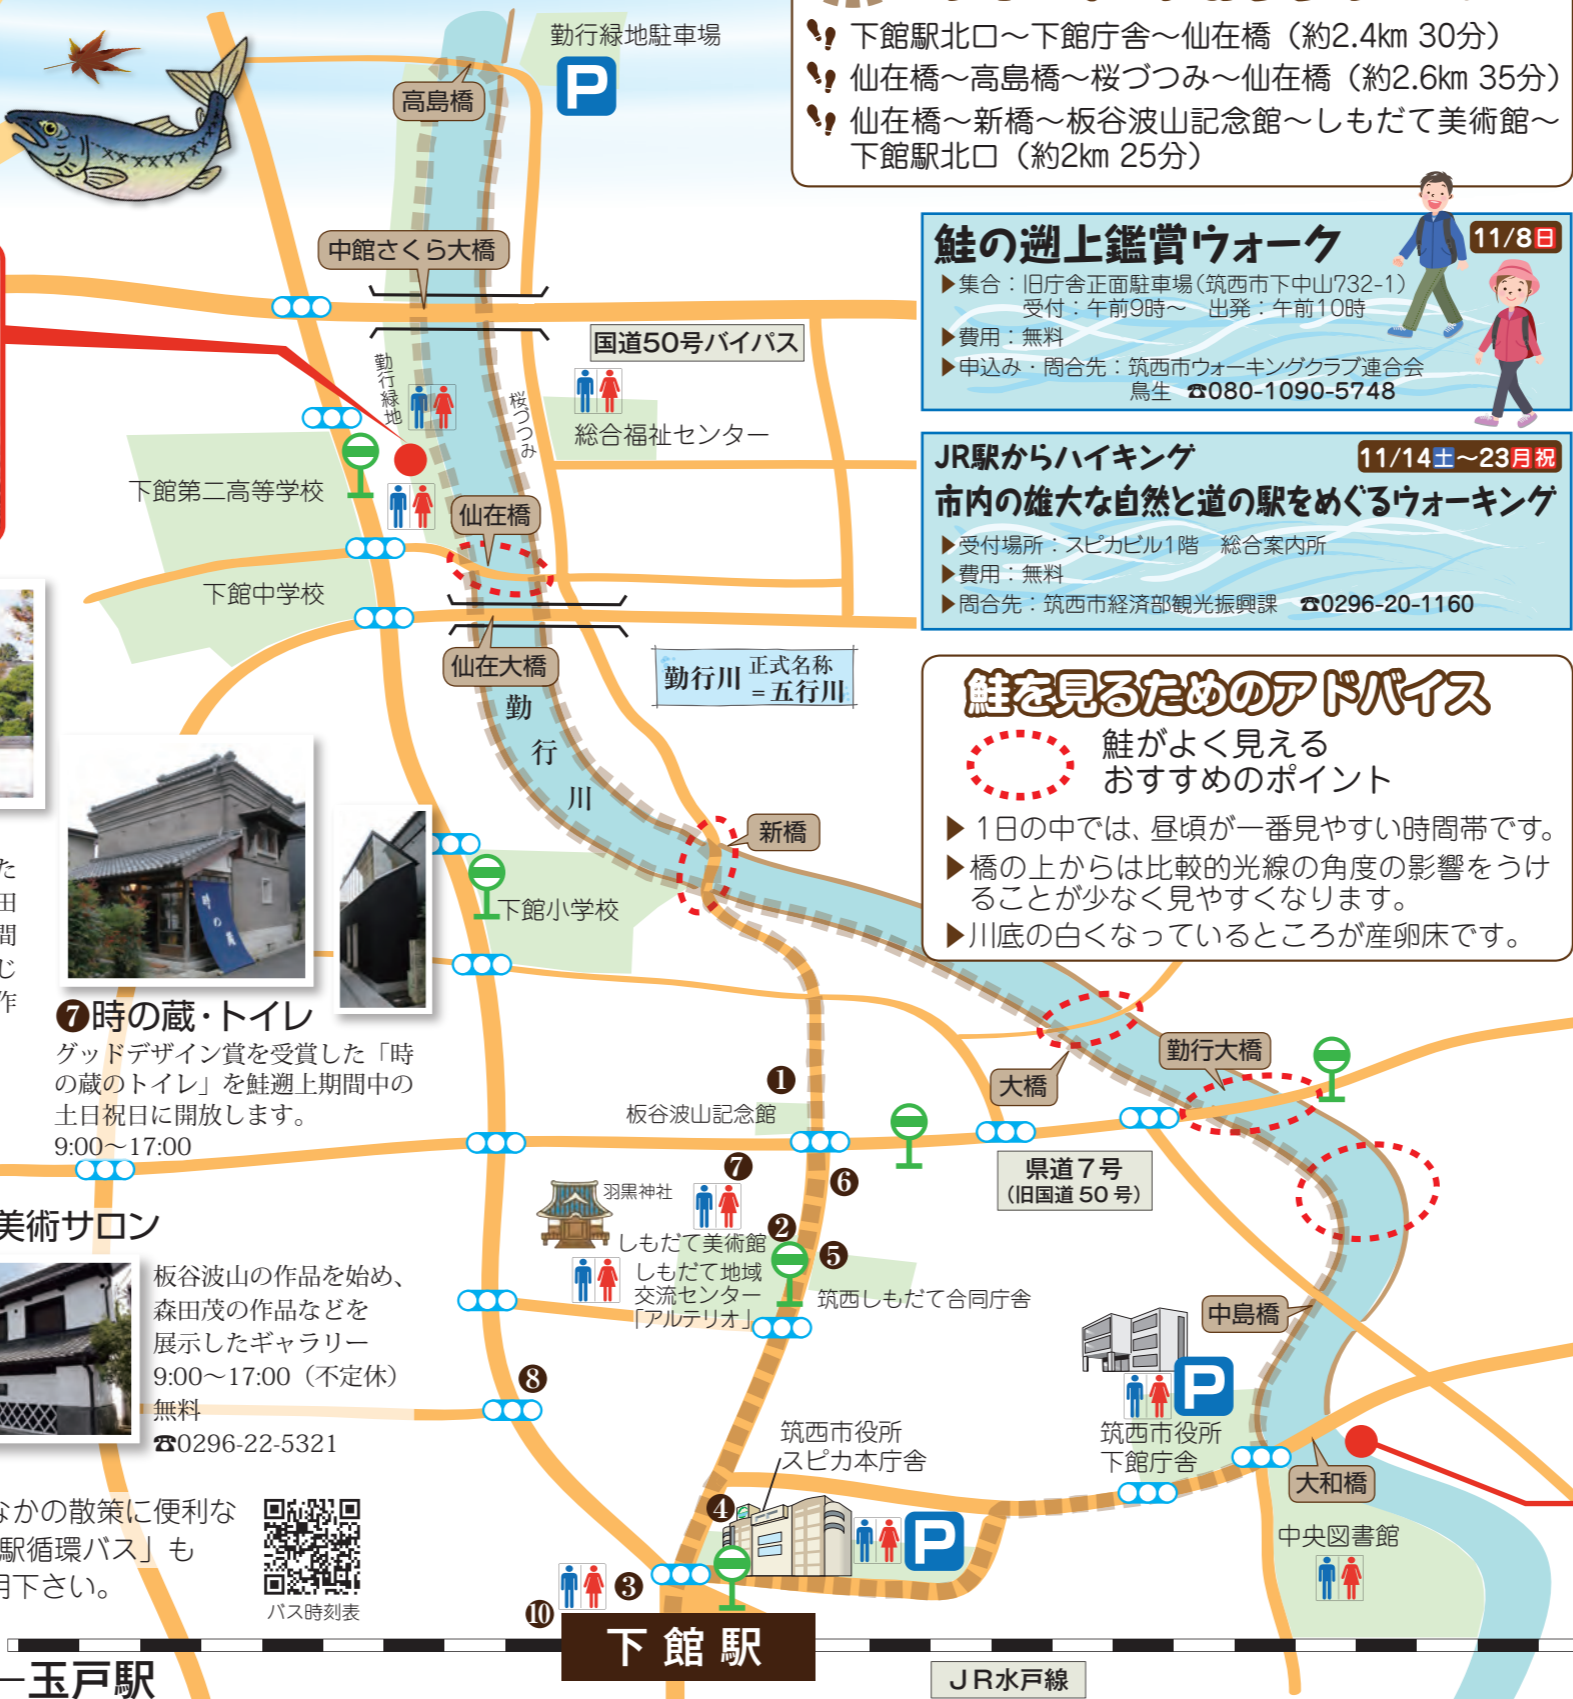 下館駅北口～下館庁舎～仙在橋（約2.4km 30分）
仙在橋～高島橋～桜づつみ～仙在橋（約2.6km 35分）
仙在橋～新橋～板谷波山記念館～しもだて美術館～
下館駅北口（約2km 25分）
勤行緑地駐車場
P
高島橋
中館さくら大橋
国道50号バイパス
勤行緑地
桜づつみ
総合福祉センター
下館第二高等学校
仙在橋
下館中学校
仙在大橋
勤行川 正式名称
=五行川
勤行川
鮭の遡上鑑賞ウォーク
11/8日
▶集合：旧庁舎正面駐車場（筑西市下中山732-1）
受付：午前9時～ 出発：午前10時
▶費用：無料
▶申込み・問合先：筑西市ウォーキングクラブ連合会
鳥生 ☎080-1090-5748
JR駅からハイキング
11/14土～23月祝
市内の雄大な自然と道の駅をめぐるウォーキング
▶受付場所：スピカビル1階 総合案内所
▶費用：無料
▶問合先：筑西市経済部観光振興課 ☎0296-20-1160
鮭を見るためのアドバイス
鮭がよく見える
おすすめのポイント
▶1日の中では、昼頃が一番見やすい時間帯です。
▶橋の上からは比較的光線の角度の影響をうけ
ることが少なく見やすくなります。
▶川底の白くなっているところが産卵床です。
新橋
下館小学校
た
田
間
じ
作
時の蔵
❼時の蔵・トイレ
グッドデザイン賞を受賞した「時
の蔵のトイレ」を鮭遡上期間中の
土日祝日に開放します。
9:00～17:00
大橋
勤行大橋
❶
板谷波山記念館
県道7号
（旧国道50号）
❼
❻
羽黒神社
しもだて美術館
❷
❺
しもだて地域
交流センター
「アルテリオ」
筑西しもだて合同庁舎
美術サロン
板谷波山の作品を始め、
森田茂の作品などを
展示したギャラリー
9:00～17:00（不定休）
無料
☎0296-22-5321
❽
中島橋
P
筑西市役所
下館庁舎
筑西市役所
スピカ本庁舎
❹
P
大和橋
中央図書館
なかの散策に便利な
駅循環バス」も
用下さい。
バス時刻表
❸
❿
下館駅
玉戸駅
JR水戸線